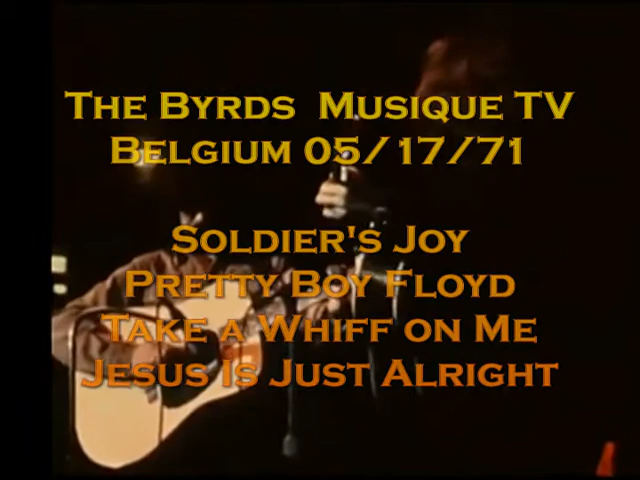 The Byrds  Musique TV
Belgium 05/17/71
Soldier's Joy
Pretty Boy Floyd
Take a Whiff on Me
Jesus Is Just Alright